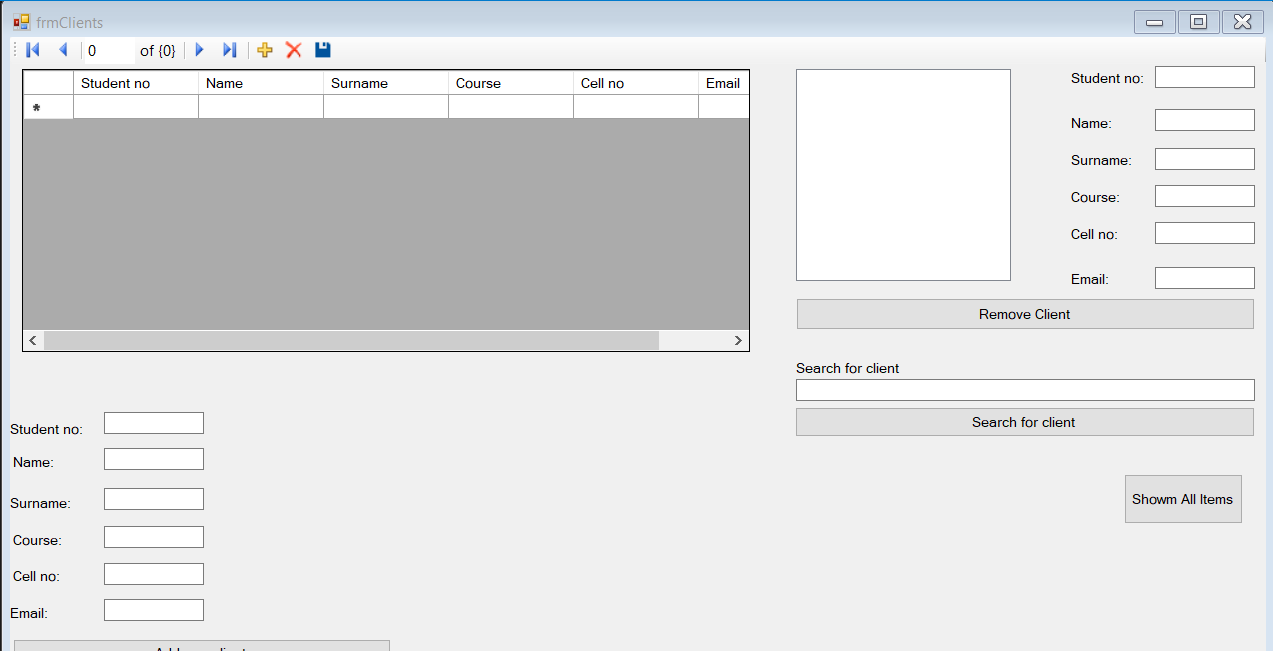 frmClients
0 of {0}
Student no Name Surname Course Cell no Email
*
Student no:
Name:
Surname:
Course:
Cell no:
Email:
Remove Client
Search for client
Search for client
Showm All Items
Student no:
Name:
Surname:
Course:
Cell no:
Email: